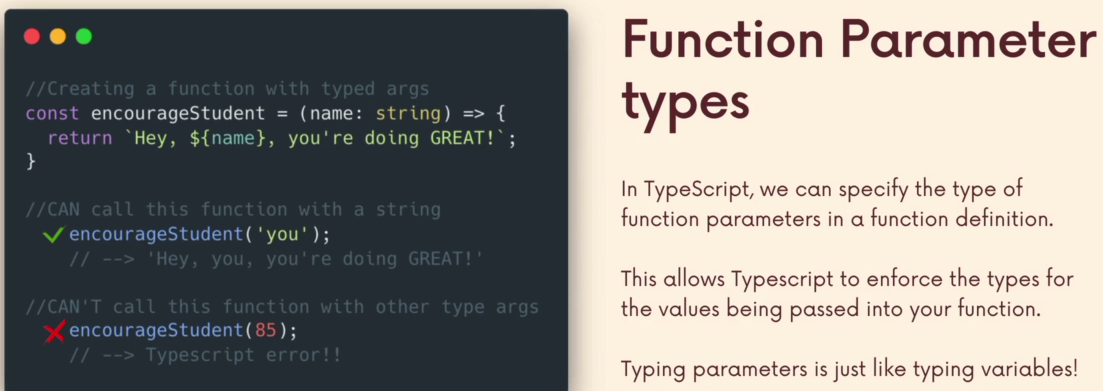 //Creating a function with typed args
const encourageStudent = (name: string) => {
  return `Hey, ${name}, you're doing GREAT!`;
}
//CAN call this function with a string
encourageStudent('you');
// --> 'Hey, you, you're doing GREAT!'
//CAN'T call this function with other type args
encourageStudent(85);
// --> Typescript error!!
Function Parameter
types
In TypeScript, we can specify the type of
function parameters in a function definition.
This allows Typescript to enforce the types for
the values being passed into your function.
Typing parameters is just like typing variables!